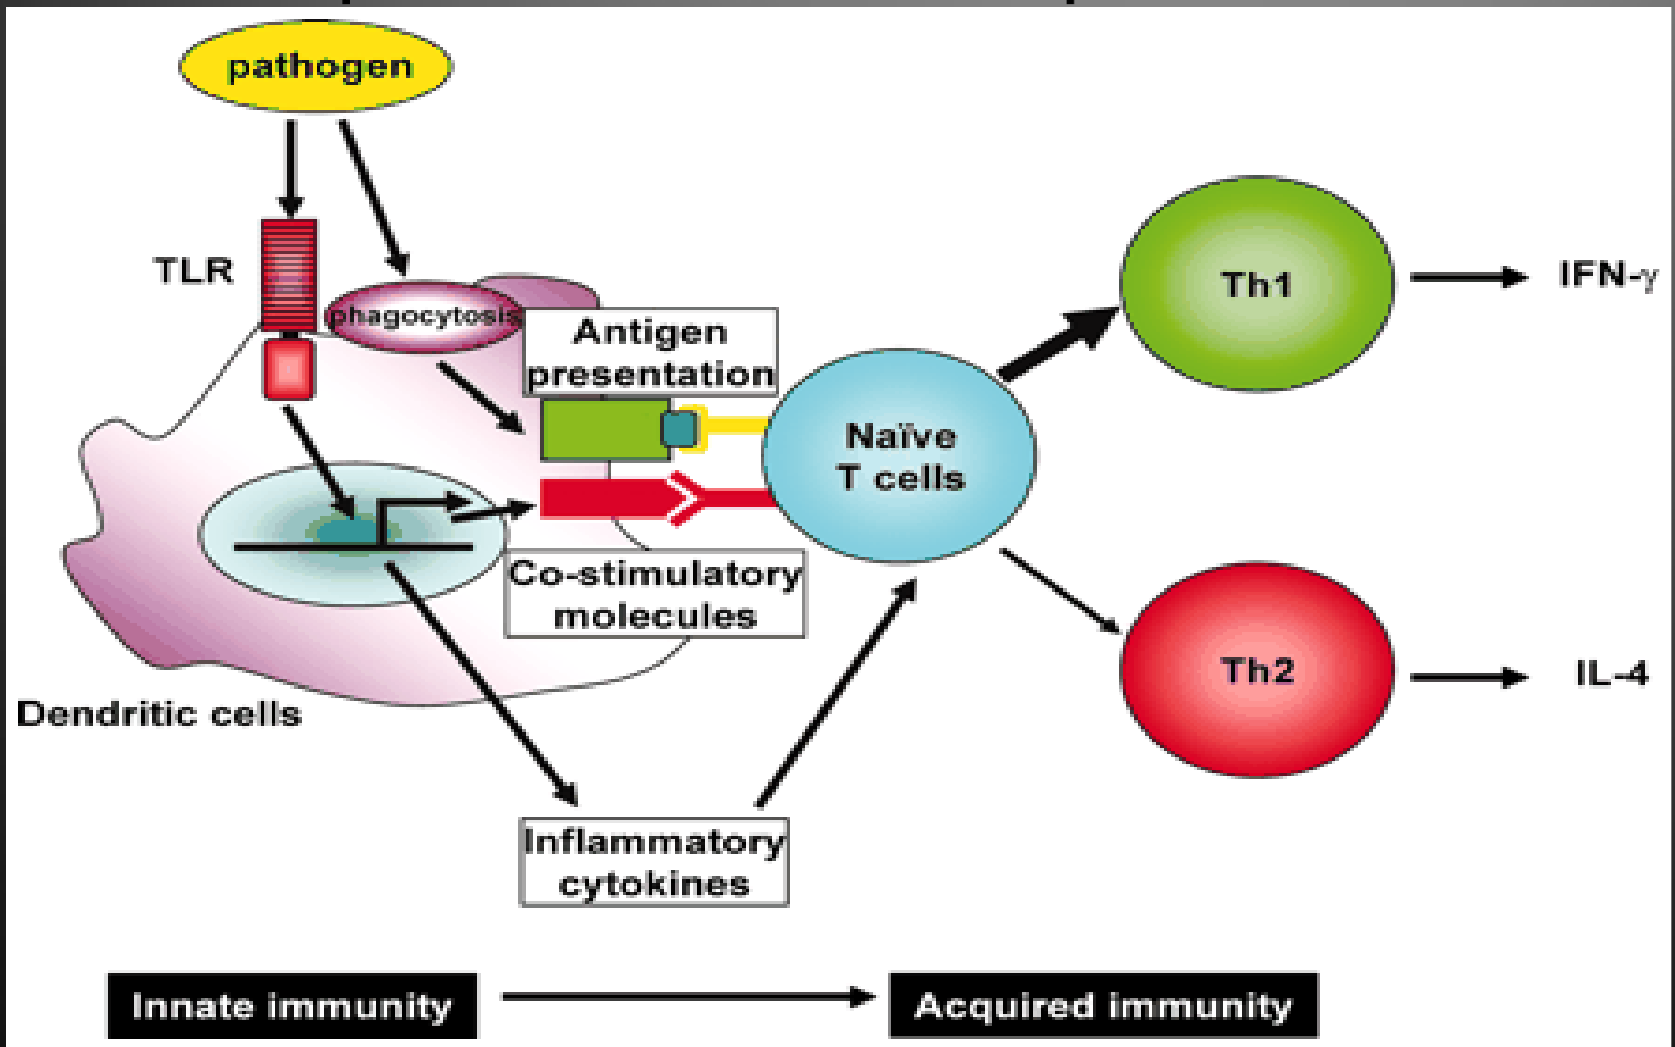 pathogen
TLR
phagocytosis
Antigen
presentation
Naïve
T cells
Th1
IFN-γ
Co-stimulatory
molecules
Th2
IL-4
Dendritic cells
Inflammatory
cytokines
Innate immunity
Acquired immunity